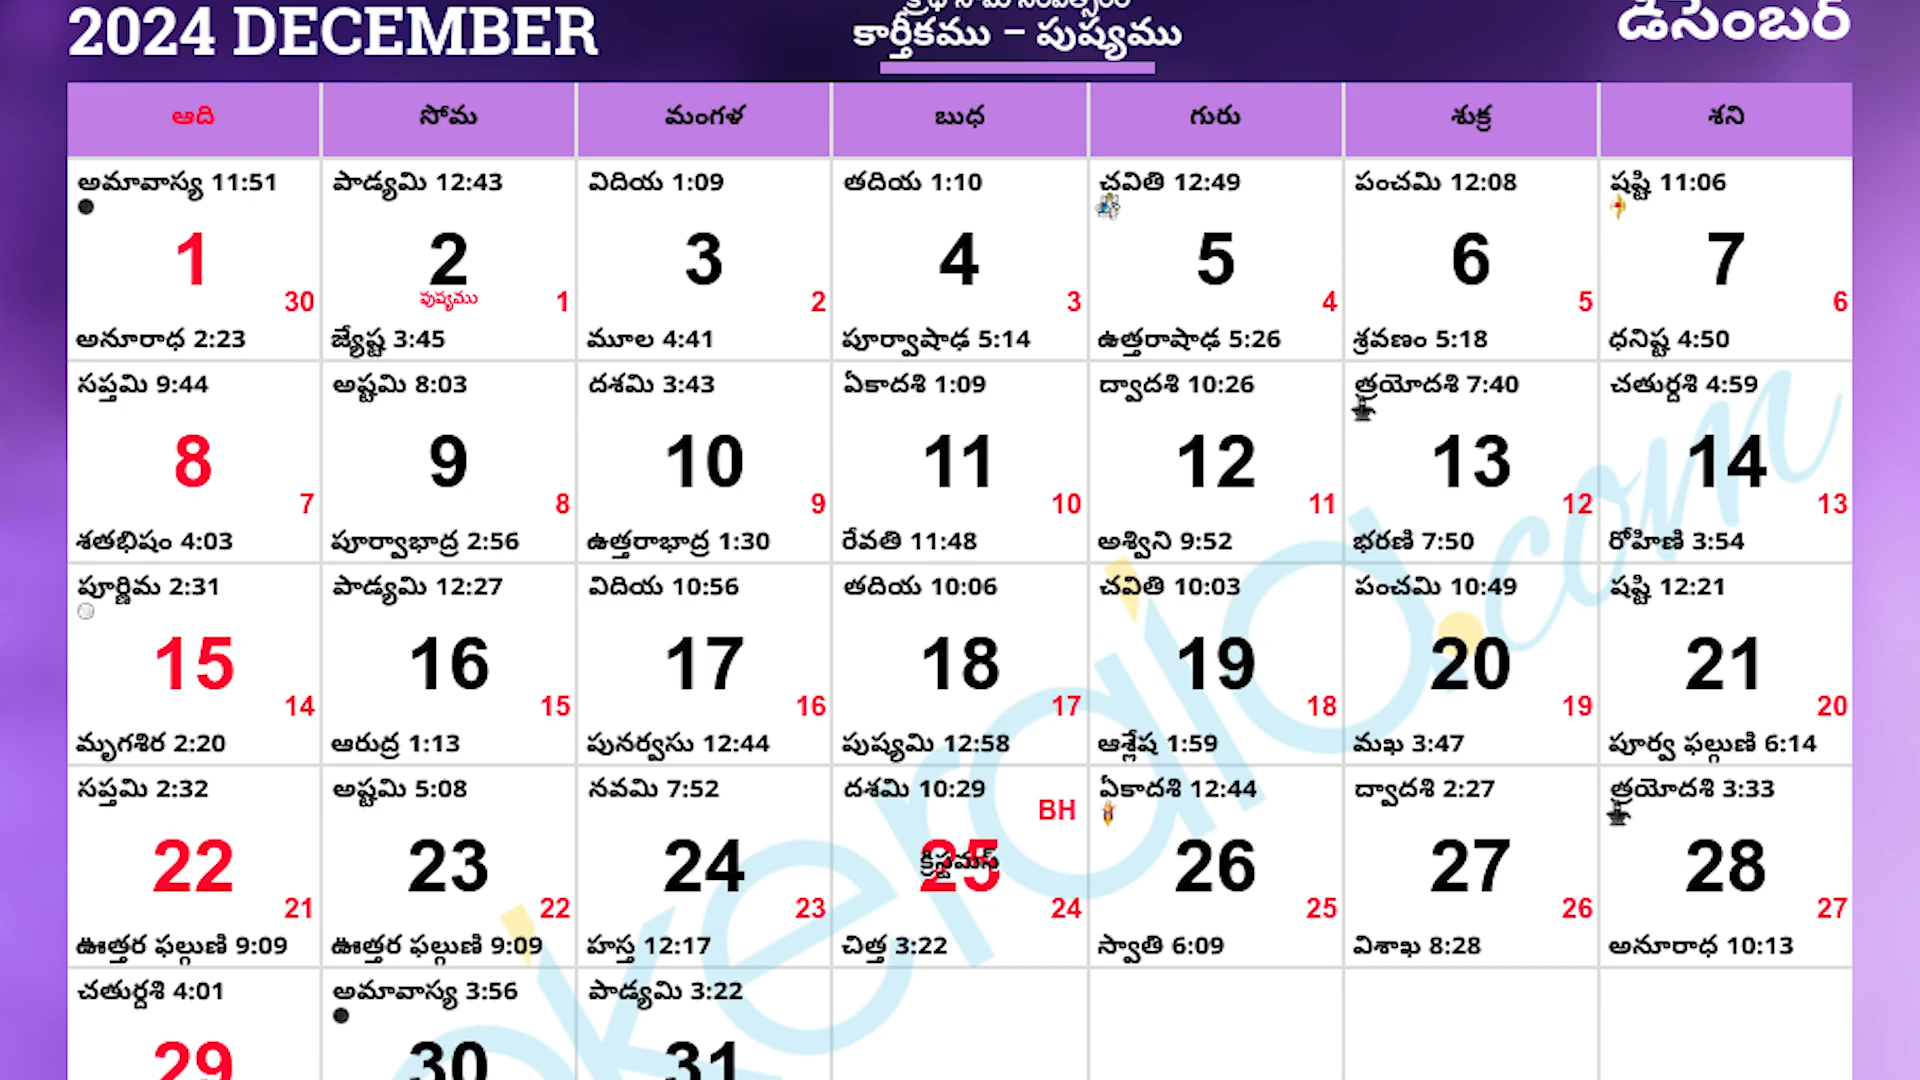 2024 DECEMBER
కార్తీకము – పుష్యము
డిసెంబర్
ఆది సోమ మంగళ బుధ గురు శుక్ర శని
అమావాస్య 11:51 పాడ్యమి 12:43 విదియ 1:09 తదియ 1:10 చవితి 12:49 పంచమి 12:08 షష్టి 11:06
1 2 3 4 5 6 7
పుష్యము
30 1 2 3 4 5 6
అనూరాధ 2:23 జ్యేష్ట 3:45 మూల 4:41 పూర్వాషాఢ 5:14 ఉత్తరాషాఢ 5:26 శ్రవణం 5:18 ధనిష్ట 4:50
సప్తమి 9:44 అష్టమి 8:03 దశమి 3:43 ఏకాదశి 1:09 ద్వాదశి 10:26 త్రయోదశి 7:40 చతుర్దశి 4:59
8 9 10 11 12 13 14
7 8 9 10 11 12 13
శతభిషం 4:03 పూర్వాభాద్ర 2:56 ఉత్తరాభాద్ర 1:30 రేవతి 11:48 అశ్విని 9:52 భరణి 7:50 రోహిణి 3:54
పూర్ణిమ 2:31 పాడ్యమి 12:27 విదియ 10:56 తదియ 10:06 చవితి 10:03 పంచమి 10:49 షష్టి 12:21
15 16 17 18 19 20 21
14 15 16 17 18 19 20
మృగశిర 2:20 ఆరుద్ర 1:13 పునర్వసు 12:44 పుష్యమి 12:58 ఆశ్లేష 1:59 మఖ 3:47 పూర్వ ఫల్గుణి 6:14
సప్తమి 2:32 అష్టమి 5:08 నవమి 7:52 దశమి 10:29 ఏకాదశి 12:44 ద్వాదశి 2:27 త్రయోదశి 3:33
BH
22 23 24 25 26 27 28
క్రిస్టమస్
21 22 23 24 25 26 27
ఊత్తర ఫల్గుణి 9:09 ఊత్తర ఫల్గుణి 9:09 హస్త 12:17 చిత్త 3:22 స్వాతి 6:09 విశాఖ 8:28 అనూరాధ 10:13
చతుర్దశి 4:01 అమావాస్య 3:56 పాడ్యమి 3:22
29 30 31